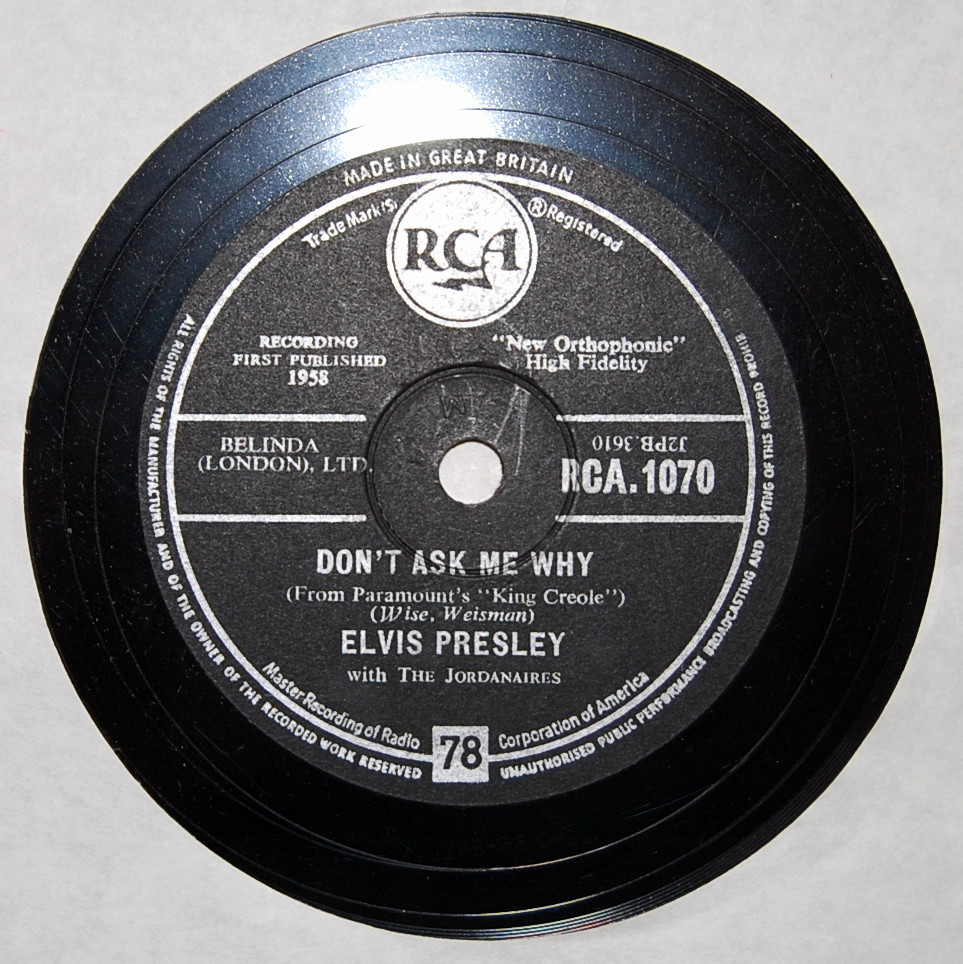 MADE IN GREAT BRITAIN
Trade Mark's
® Registered
RCA
RECORDING
FIRST PUBLISHED
1958
"New Orthophonic"
High Fidelity
BELINDA
(LONDON), LTD.
J2PB.3610
RCA.1070
DON'T ASK ME WHY
(From Paramount's "King Creole")
(Wise, Weisman)
ELVIS PRESLEY
with THE JORDANAIRES
Master Recording of Radio Corporation of America
78
ALL RIGHTS OF THE MANUFACTURER AND OF THE OWNER OF THE RECORDED WORK RESERVED
UNAUTHORISED PUBLIC PERFORMANCE BROADCASTING AND COPYING OF THIS RECORD PROHIB